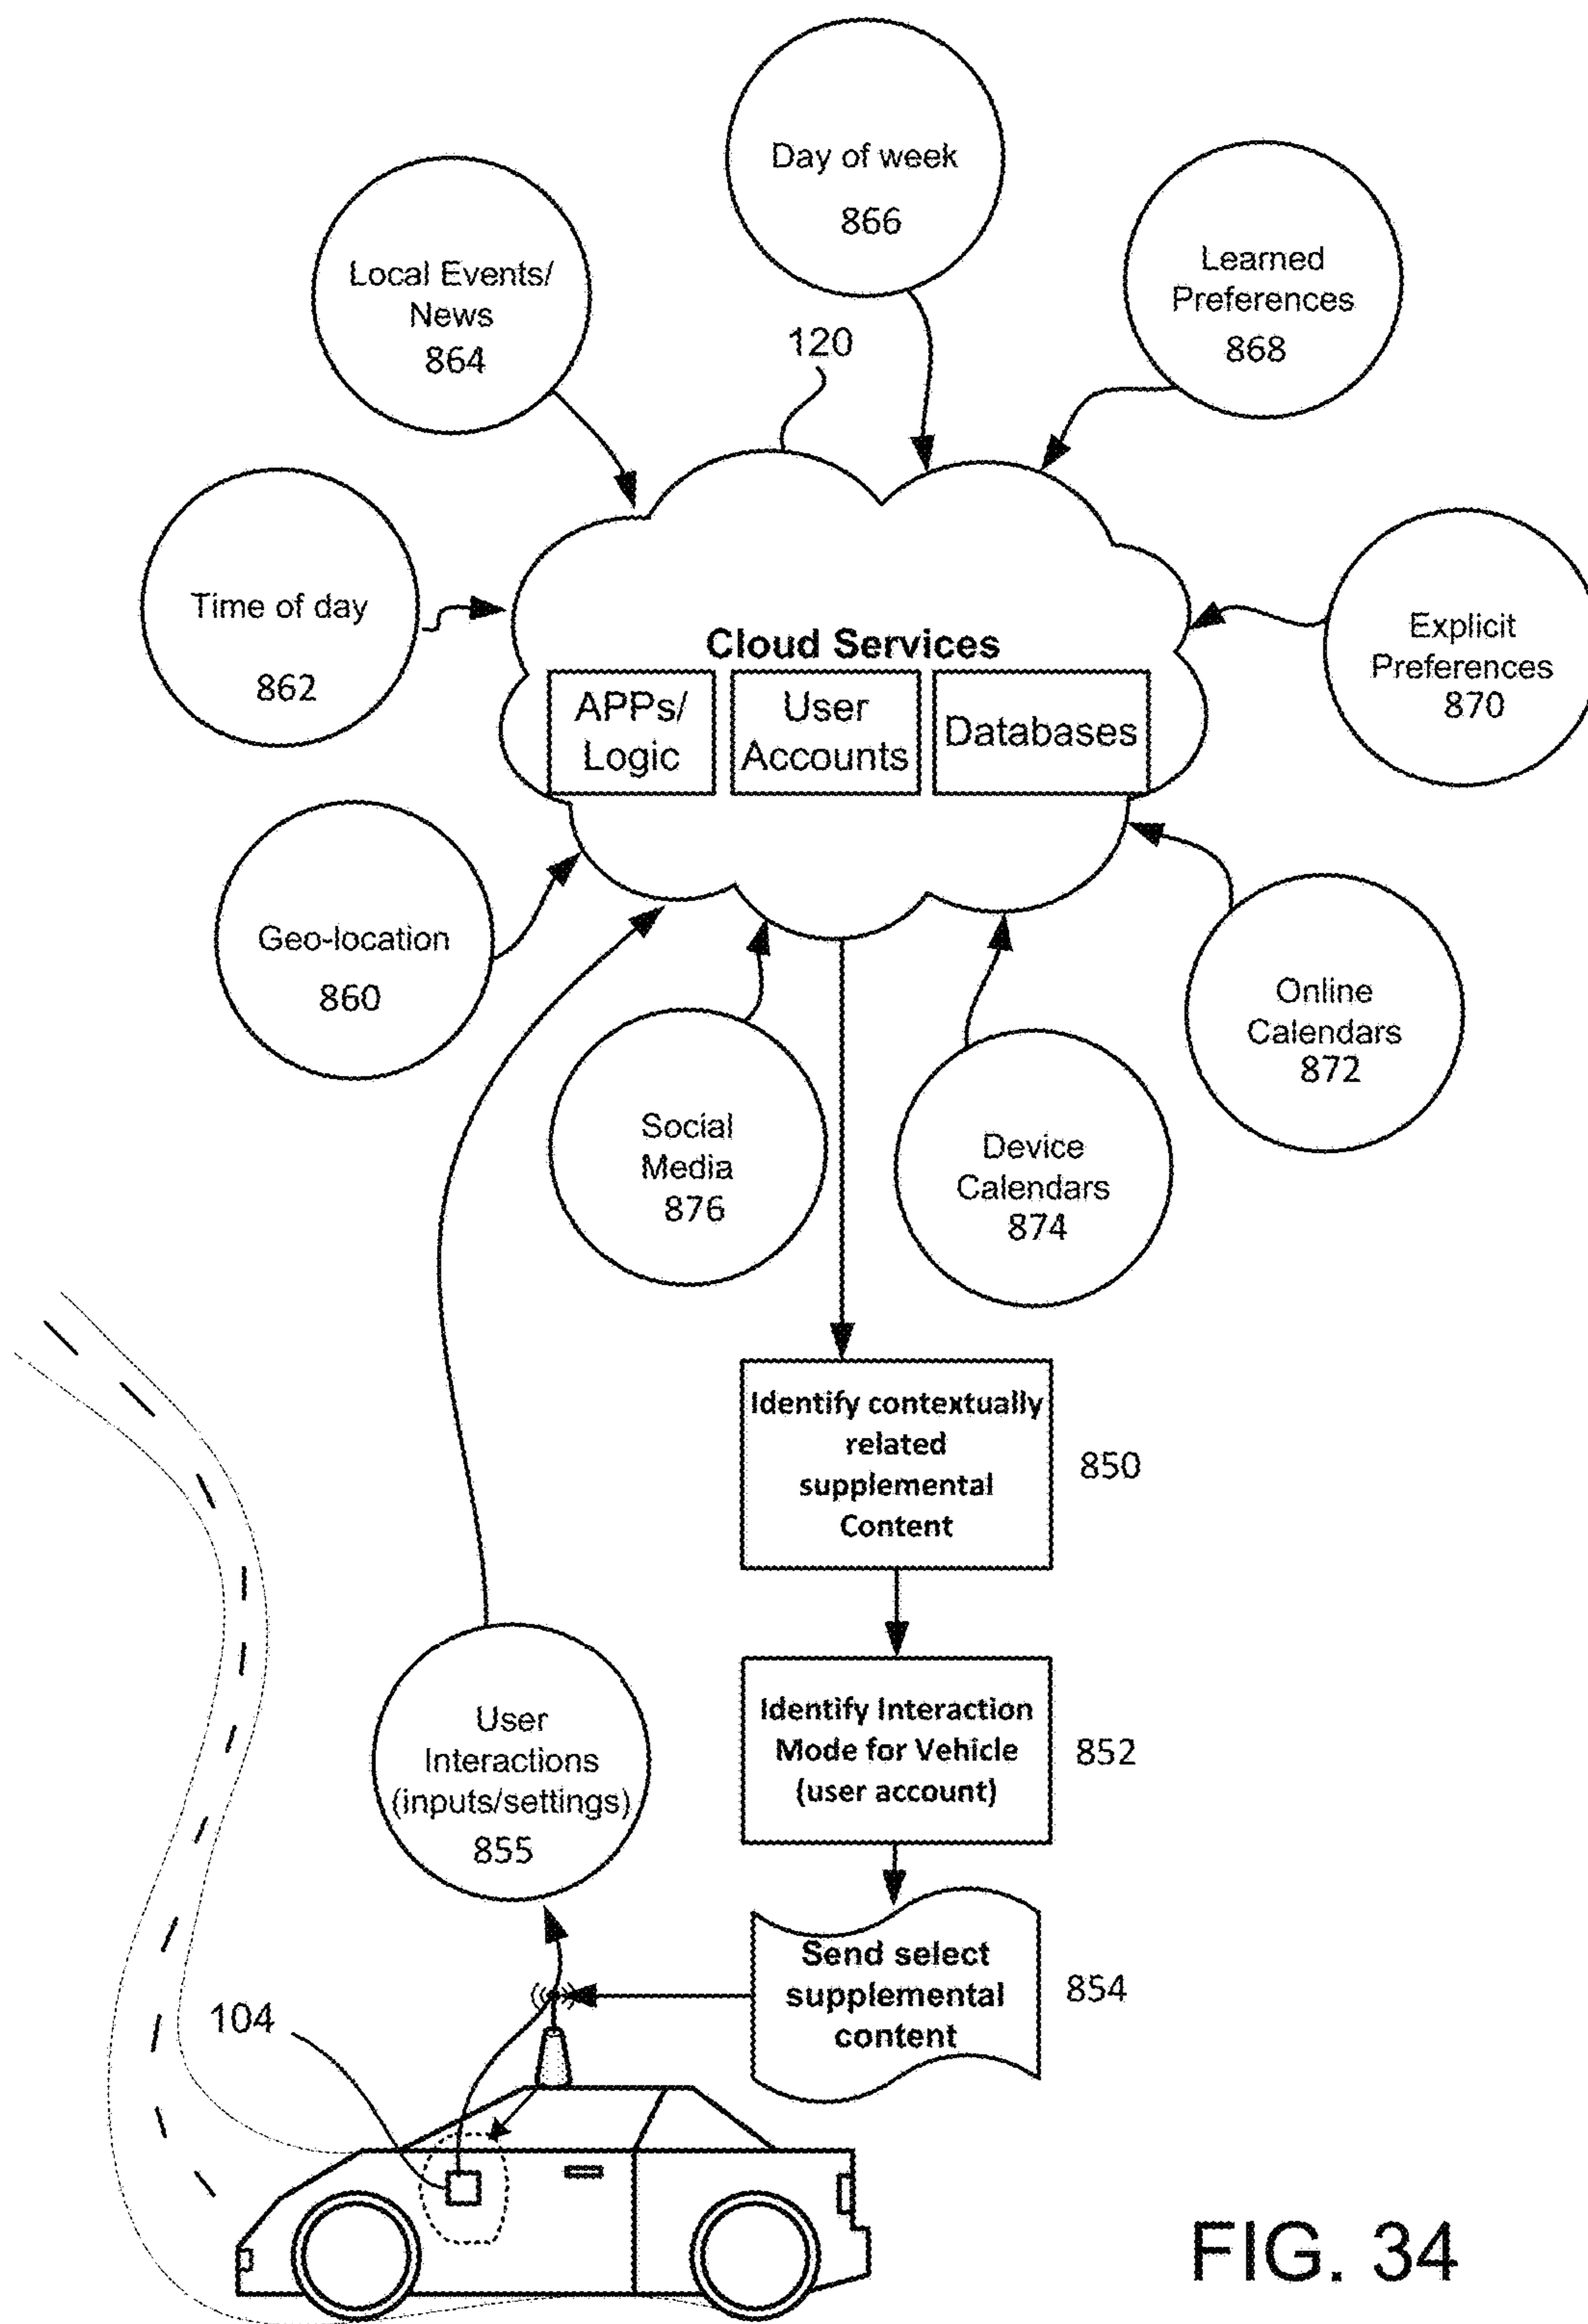 Day of week
866
Local Events/
News
864
Learned
Preferences
868
120
Time of day
862
Explicit
Preferences
870
Cloud Services
APPs/
Logic
User
Accounts
Databases
Geo-location
860
Online
Calendars
872
Social
Media
876
Device
Calendars
874
Identify contextually
related
supplemental
Content
850
Identify Interaction
Mode for Vehicle
(user account)
852
User
Interactions
(inputs/settings)
855
Send select
supplemental
content
854
104
FIG. 34